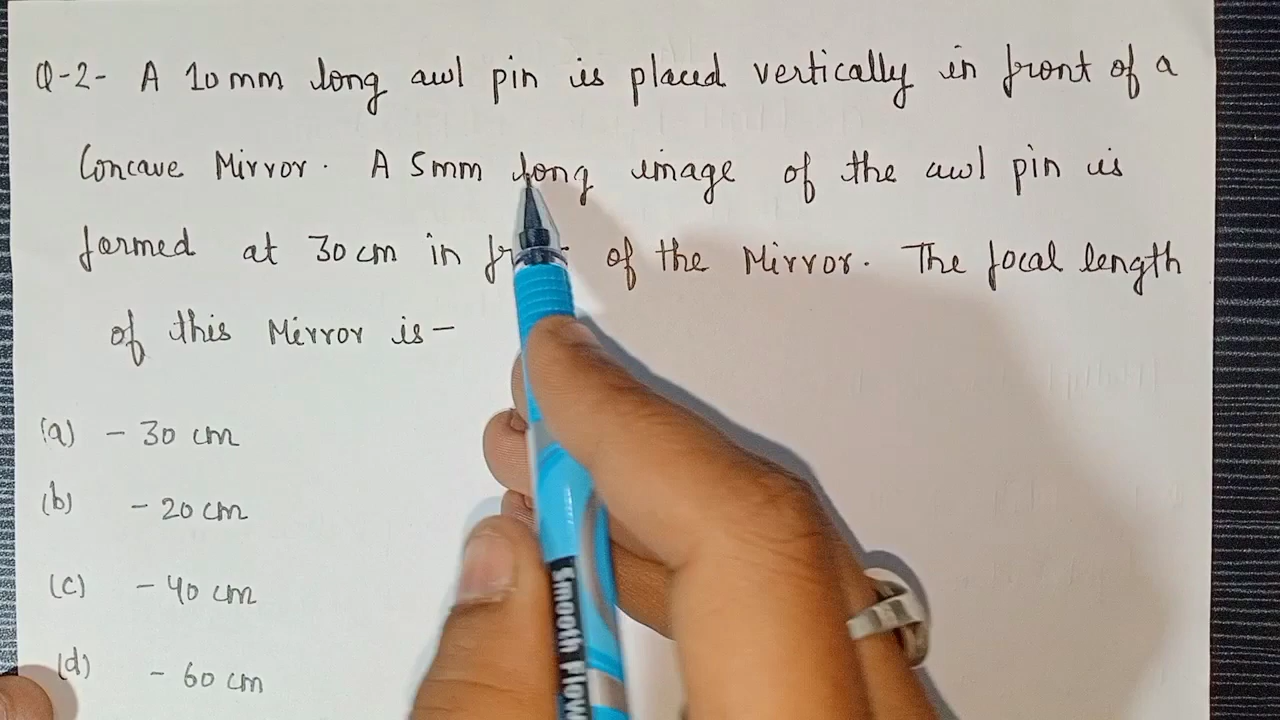 Q-2- A 10mm long awl pin is placed vertically in front of a
Concave Mirror. A 5mm long image of the awl pin is
formed at 30 cm in of the Mirror. The focal length
of this Mirror is-
(a) - 30 cm
(b) - 20 cm
(c) - 40 cm
(d) - 60 cm
Smooth Flow